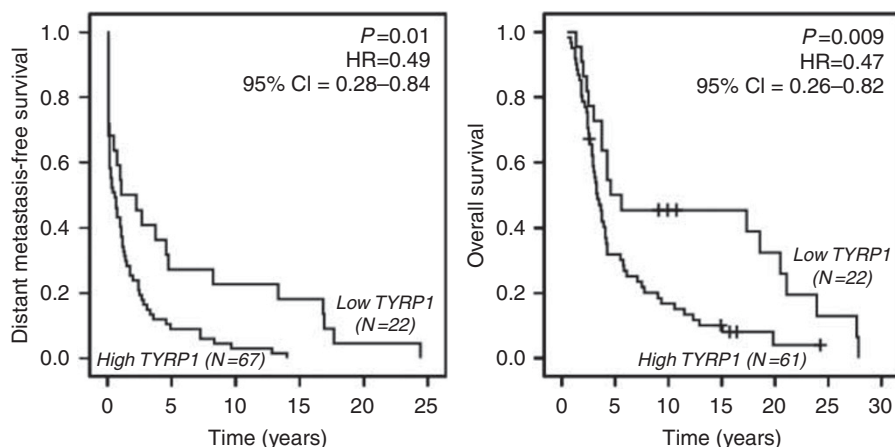 P=0.01
HR=0.49
95% CI = 0.28–0.84
Distant metastasis-free survival
1.0
0.8
0.6
0.4
0.2
0.0
Low TYRP1
(N=22)
High TYRP1 (N=67)
0 5 10 15 20 25
Time (years)
P=0.009
HR=0.47
95% CI = 0.26–0.82
Overall survival
1.0
0.8
0.6
0.4
0.2
0.0
Low TYRP1
(N=22)
High TYRP1 (N=61)
0 5 10 15 20 25 30
Time (years)